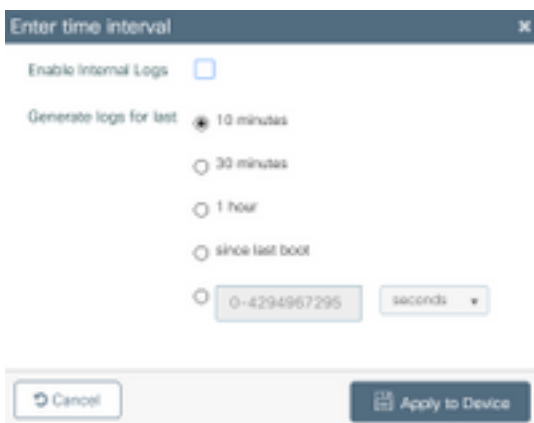 Enter time interval ×
Enable Internal Logs
Generate logs for last
10 minutes
30 minutes
1 hour
since last boot
0-4294967295 seconds
Cancel Apply to Device